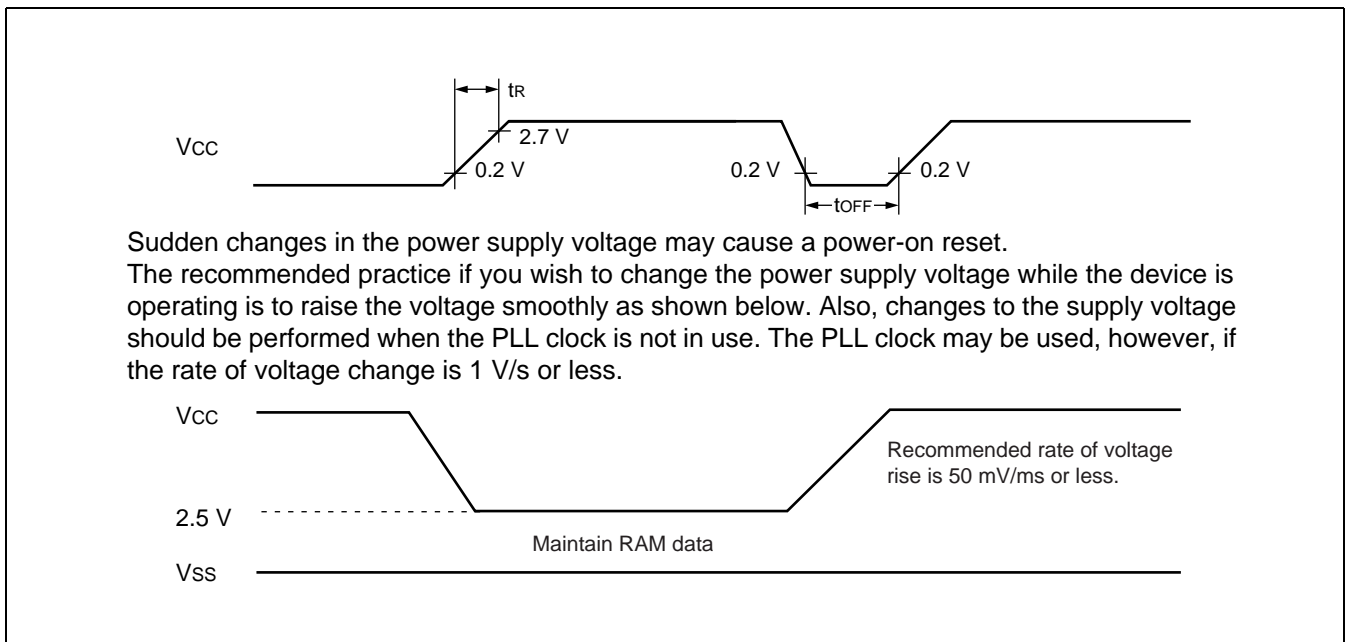 tR
Vcc
2.7 V
0.2 V
0.2 V
0.2 V
tOFF
Sudden changes in the power supply voltage may cause a power-on reset.
The recommended practice if you wish to change the power supply voltage while the device is
operating is to raise the voltage smoothly as shown below. Also, changes to the supply voltage
should be performed when the PLL clock is not in use. The PLL clock may be used, however, if
the rate of voltage change is 1 V/s or less.
Vcc
Recommended rate of voltage
rise is 50 mV/ms or less.
2.5 V
Maintain RAM data
Vss